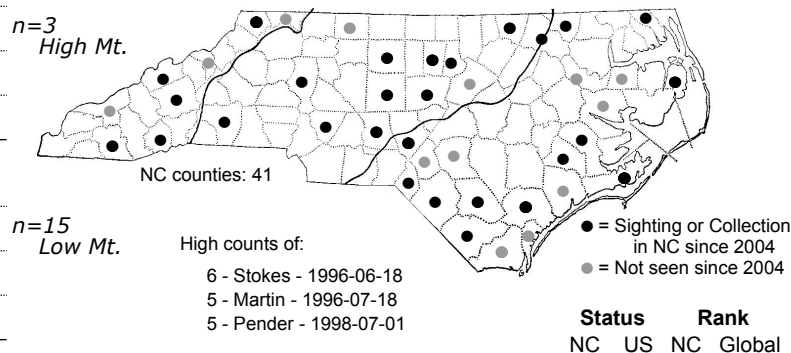 n=3
High Mt.
NC counties: 41
n=15
Low Mt.
High counts of:
6 - Stokes - 1996-06-18
5 - Martin - 1996-07-18
5 - Pender - 1998-07-01
= Sighting or Collection
in NC since 2004
= Not seen since 2004
Status Rank
NC US NC Global